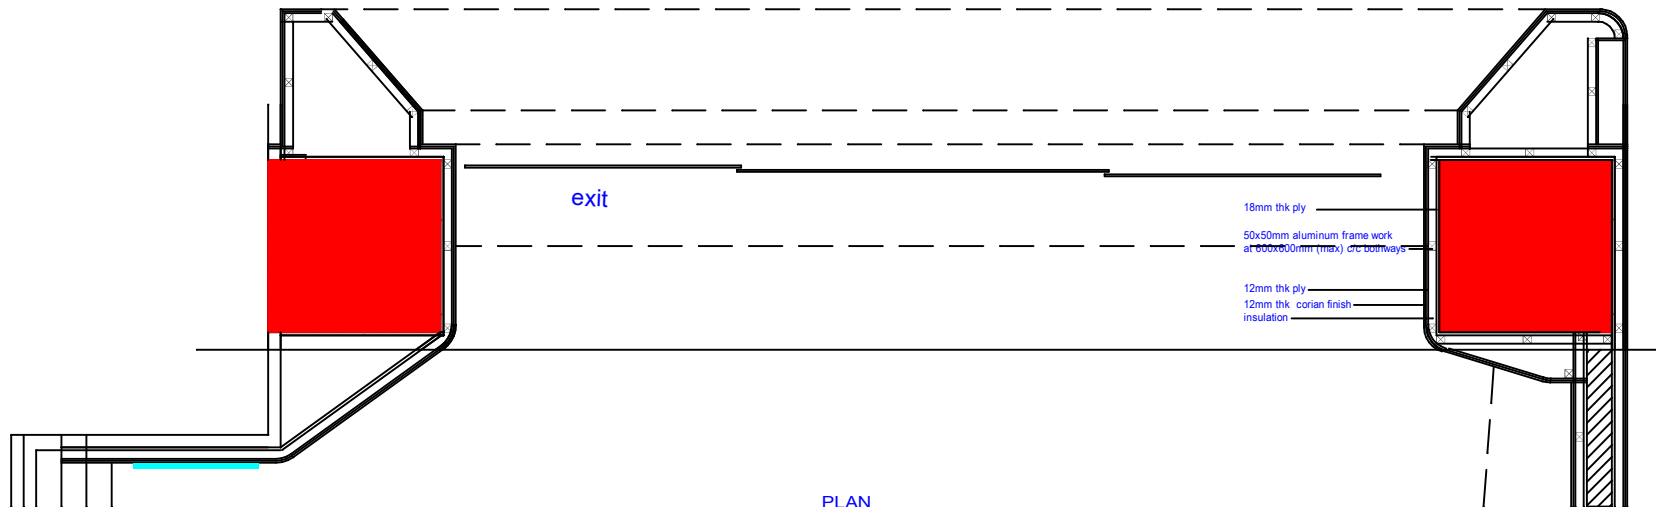 exit
18mm thk ply
50x50mm aluminum frame work
at 600x600mm (max) c/c bothways
12mm thk ply
12mm thk corian finish
insulation
PLAN